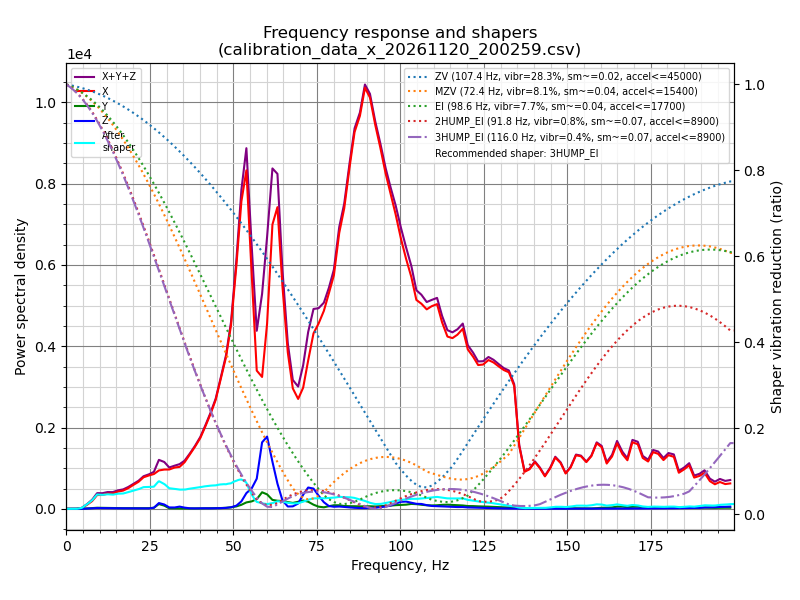 Frequency response and shapers
(calibration_data_x_20261120_200259.csv)
1e4
X+Y+Z
X
Y
Z
After
shaper
ZV (107.4 Hz, vibr=28.3%, sm~=0.02, accel<=45000)
MZV (72.4 Hz, vibr=8.1%, sm~=0.04, accel<=15400)
EI (98.6 Hz, vibr=7.7%, sm~=0.04, accel<=17700)
2HUMP_EI (91.8 Hz, vibr=0.8%, sm~=0.07, accel<=8900)
3HUMP_EI (116.0 Hz, vibr=0.4%, sm~=0.07, accel<=8900)
Recommended shaper: 3HUMP_EI
Power spectral density
1.0
0.8
0.6
0.4
0.2
0.0
1.0
0.8
0.6
0.4
0.2
0.0
Shaper vibration reduction (ratio)
0 25 50 75 100 125 150 175
Frequency, Hz